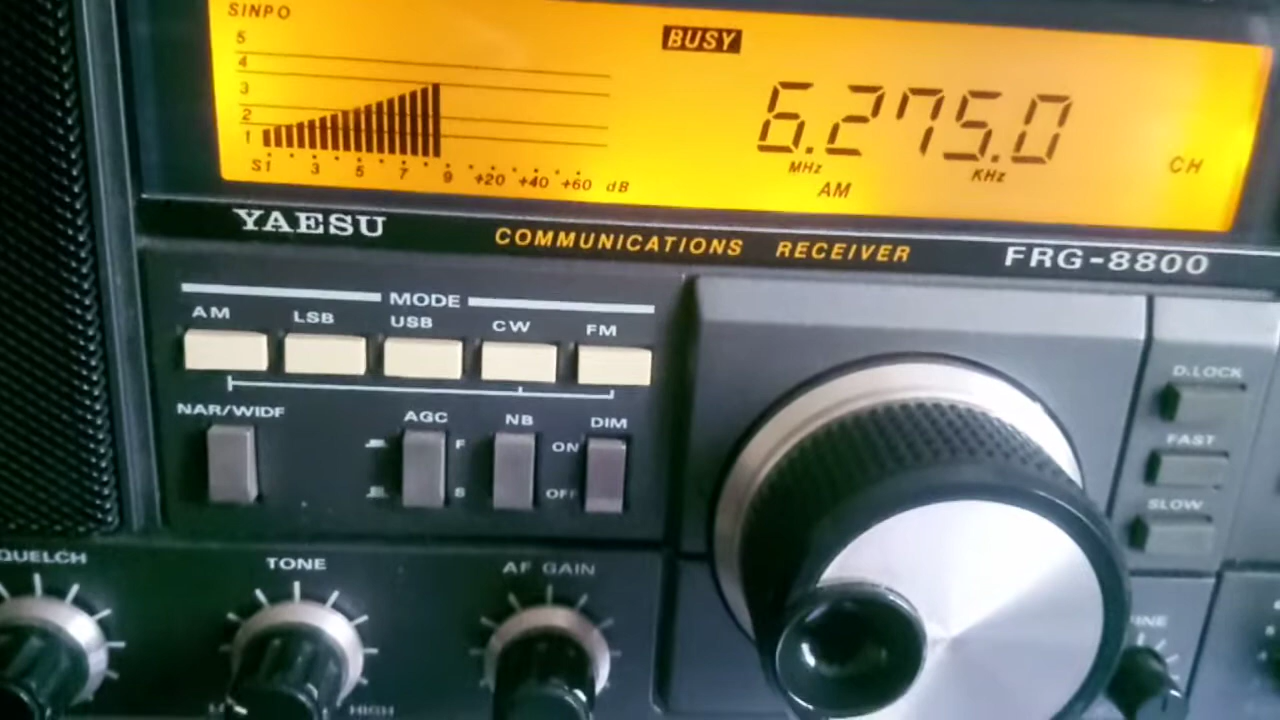 SINPO
BUSY
5
4
3
2
1
6.275.0
MHz
KHz
AM
CH
S1 3 5 7 9 +20 +40 +60 dB
YAESU
COMMUNICATIONS RECEIVER
FRG-8800
MODE
AM LSB USB CW FM
NAR/WIDE AGC NB DIM
F ON
S OFF
D.LOCK
FAST
SLOW
QUELCH
TONE
AF GAIN
INE
HIGH